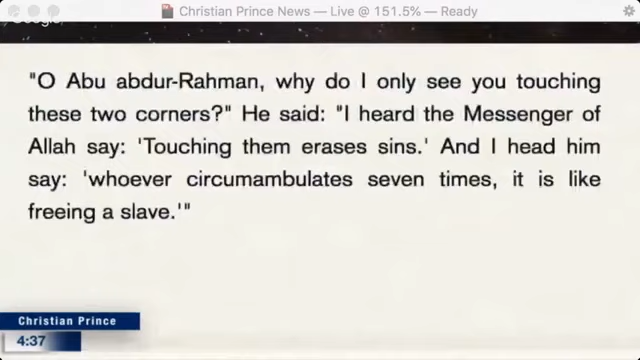 Christian Prince News — Live @ 151.5% — Ready
Google
"O Abu abdur-Rahman, why do I only see you touching
these two corners?" He said: "I heard the Messenger of
Allah say: 'Touching them erases sins.' And I head him
say: 'whoever circumambulates seven times, it is like
freeing a slave.'"
Christian Prince
4:37